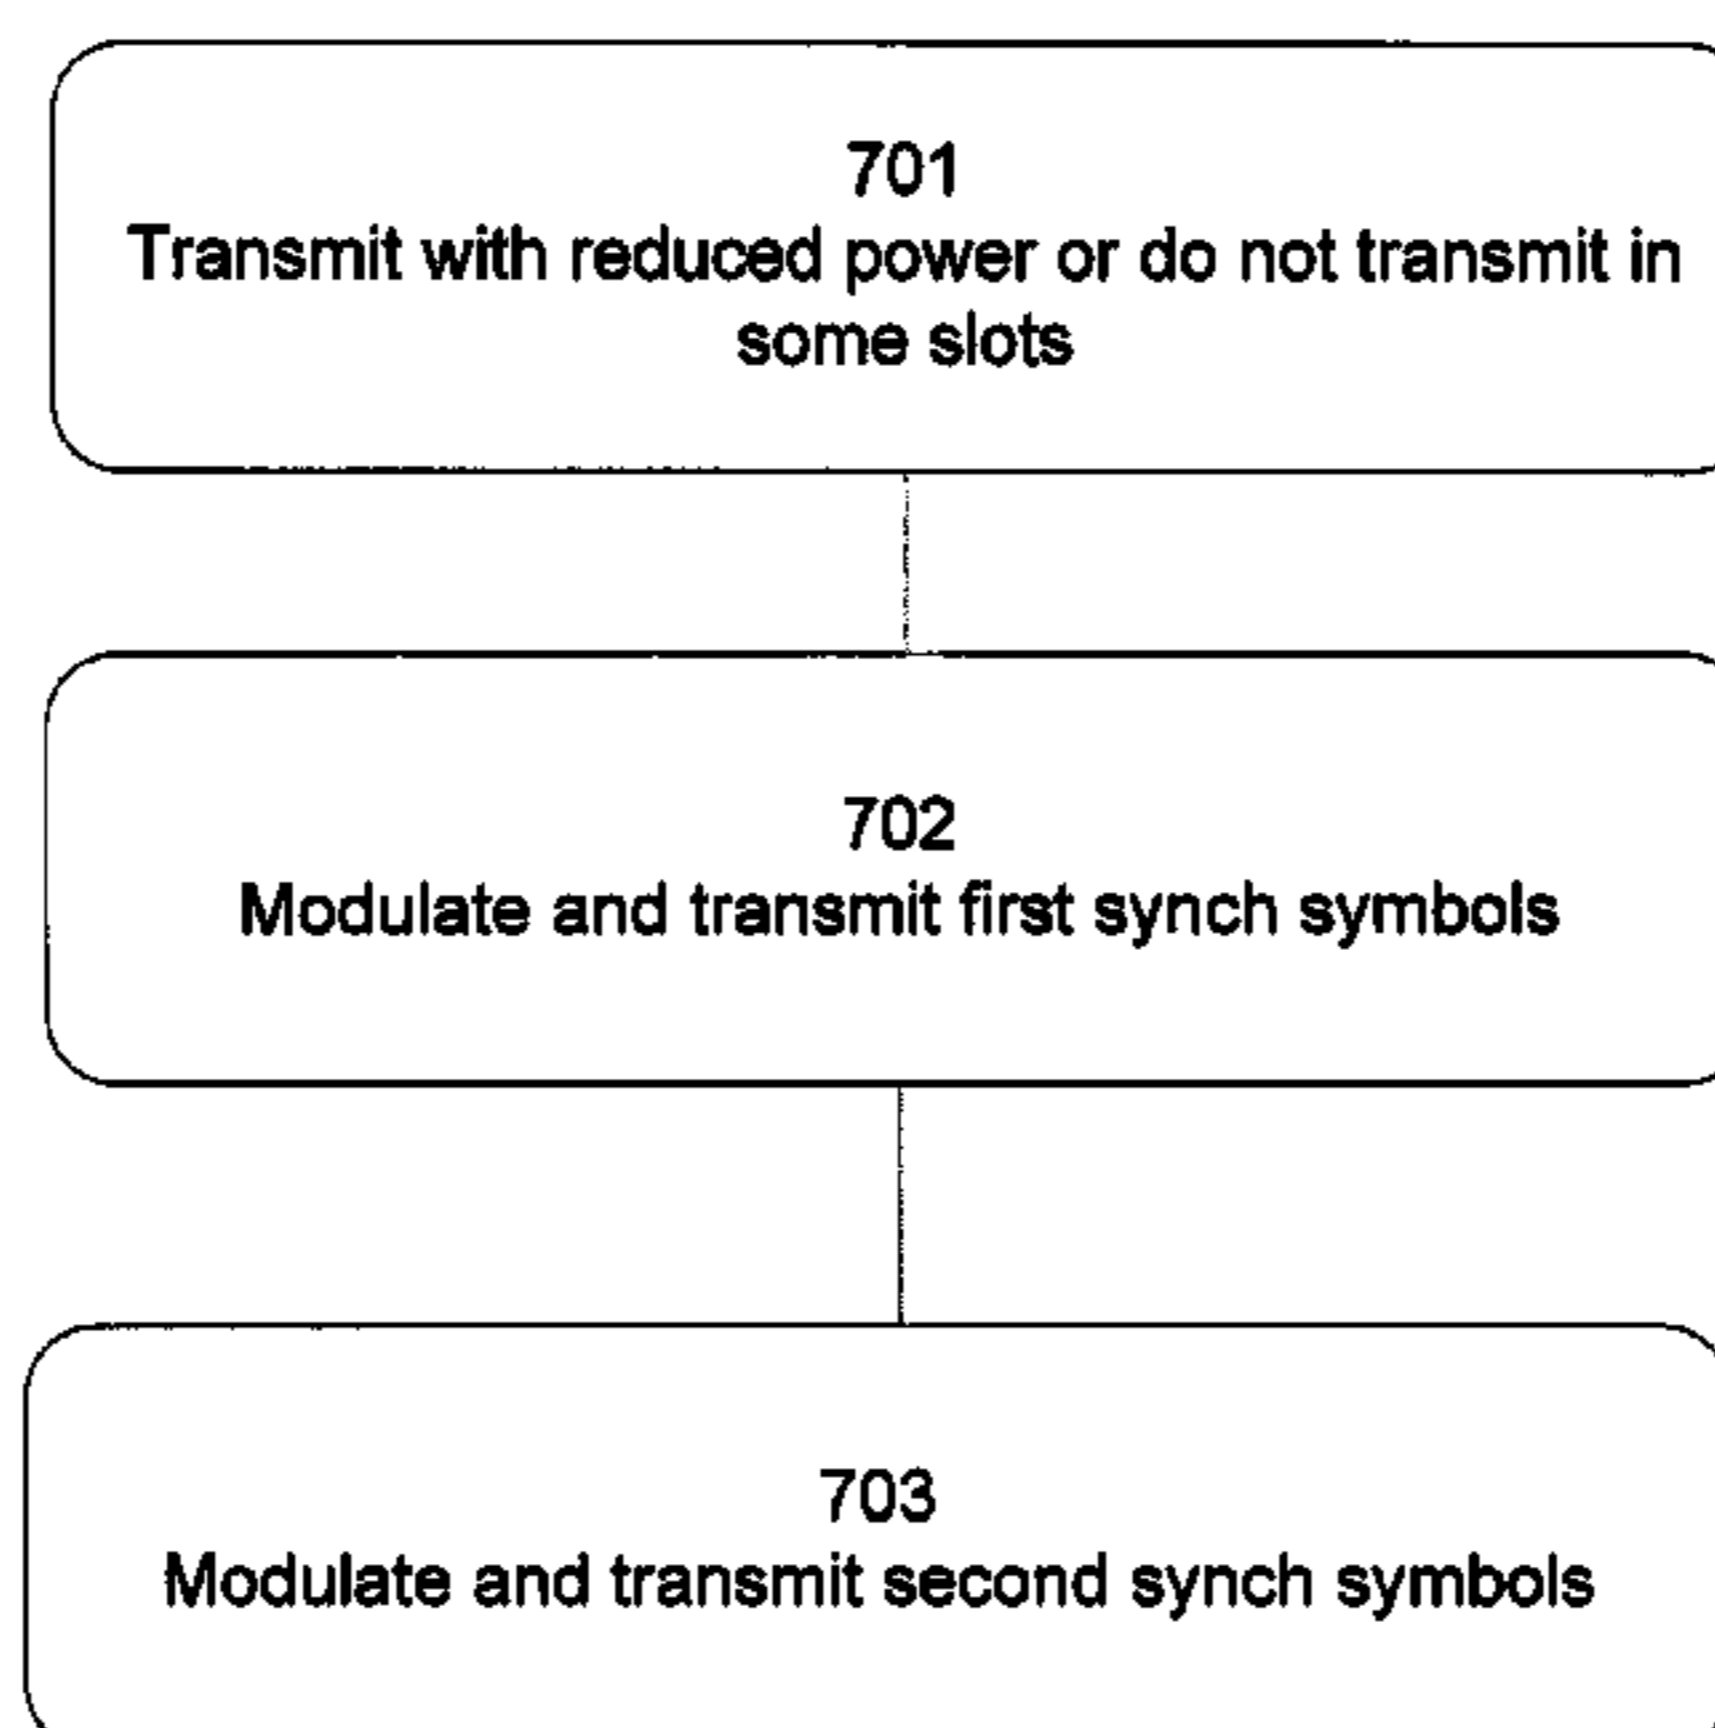 701
Transmit with reduced power or do not transmit in
some slots
702
Modulate and transmit first synch symbols
703
Modulate and transmit second synch symbols